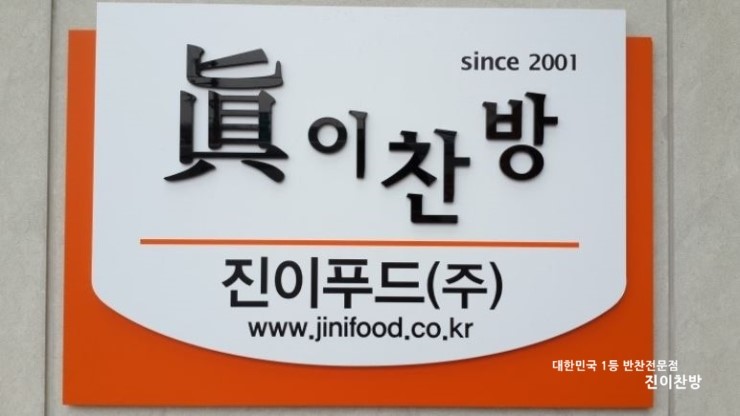 since 2001
眞이찬방
진이푸드(주)
www.jinifood.co.kr
대한민국 1등 반찬전문점
진이찬방